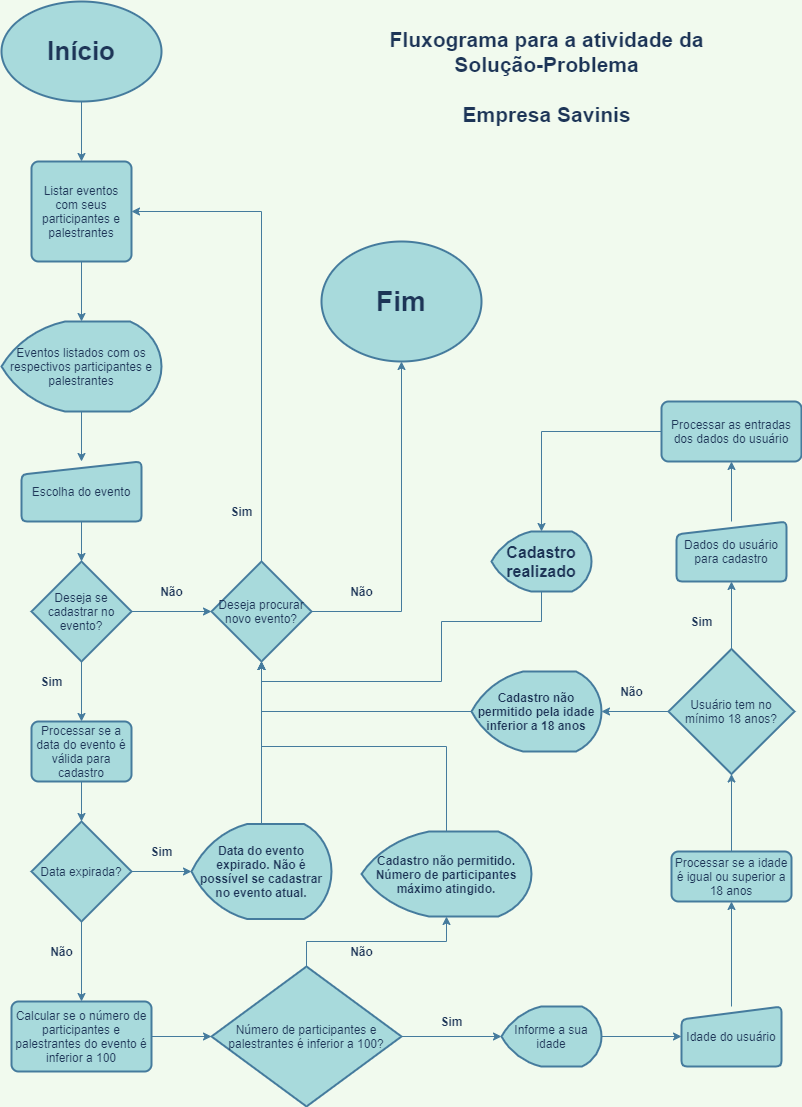 Início
Fluxograma para a atividade da
Solução-Problema
Empresa Savinis
Listar eventos
com seus
participantes e
palestrantes
Fim
Eventos listados com os
respectivos participantes e
palestrantes
Escolha do evento
Sim
Processar as entradas
dos dados do usuário
Cadastro
realizado
Dados do usuário
para cadastro
Deseja se
cadastrar no
evento?
Não
Deseja procurar
novo evento?
Não
Sim
Sim
Cadastro não
permitido pela idade
inferior a 18 anos
Não
Usuário tem no
mínimo 18 anos?
Processar se a
data do evento é
válida para
cadastro
Data expirada?
Sim
Data do evento
expirado. Não é
possível se cadastrar
no evento atual.
Cadastro não permitido.
Número de participantes
máximo atingido.
Processar se a idade
é igual ou superior a
18 anos
Não
Não
Calcular se o número de
participantes e
palestrantes do evento é
inferior a 100
Número de participantes e
palestrantes é inferior a 100?
Sim
Informe a sua
idade
Idade do usuário